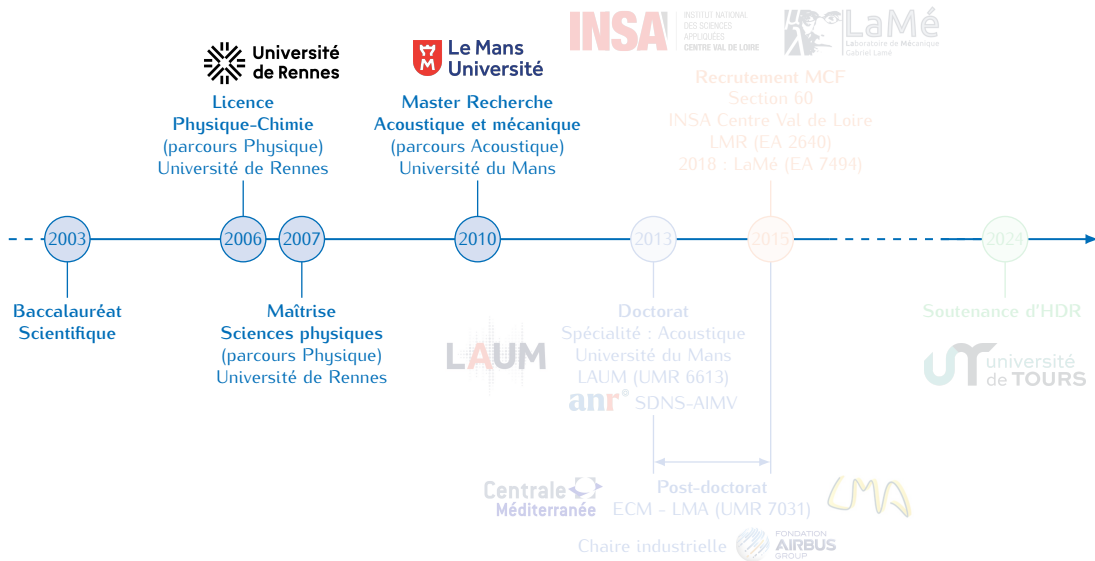 INSA
INSTITUT NATIONAL
DES SCIENCES
APPLIQUÉES
CENTRE VAL DE LOIRE
LaMé
Laboratoire de Mécanique
Gabriel Lamé
Université
de Rennes
Le Mans
Université
Licence
Physique-Chimie
(parcours Physique)
Université de Rennes
Master Recherche
Acoustique et mécanique
(parcours Acoustique)
Université du Mans
Recrutement MCF
Section 60
INSA Centre Val de Loire
LMR (EA 2640)
2018 : LaMé (EA 7494)
2003
2006
2007
2010
2013
2015
2024
Baccalauréat
Scientifique
Maîtrise
Sciences physiques
(parcours Physique)
Université de Rennes
LAUM
Doctorat
Spécialité : Acoustique
Université du Mans
LAUM (UMR 6613)
anr SDNS-AIMV
Soutenance d'HDR
UT université
de TOURS
Centrale
Méditerranée
Post-doctorat
ECM – LMA (UMR 7031)
LMA
Chaire industrielle
FONDATION
AIRBUS
GROUP